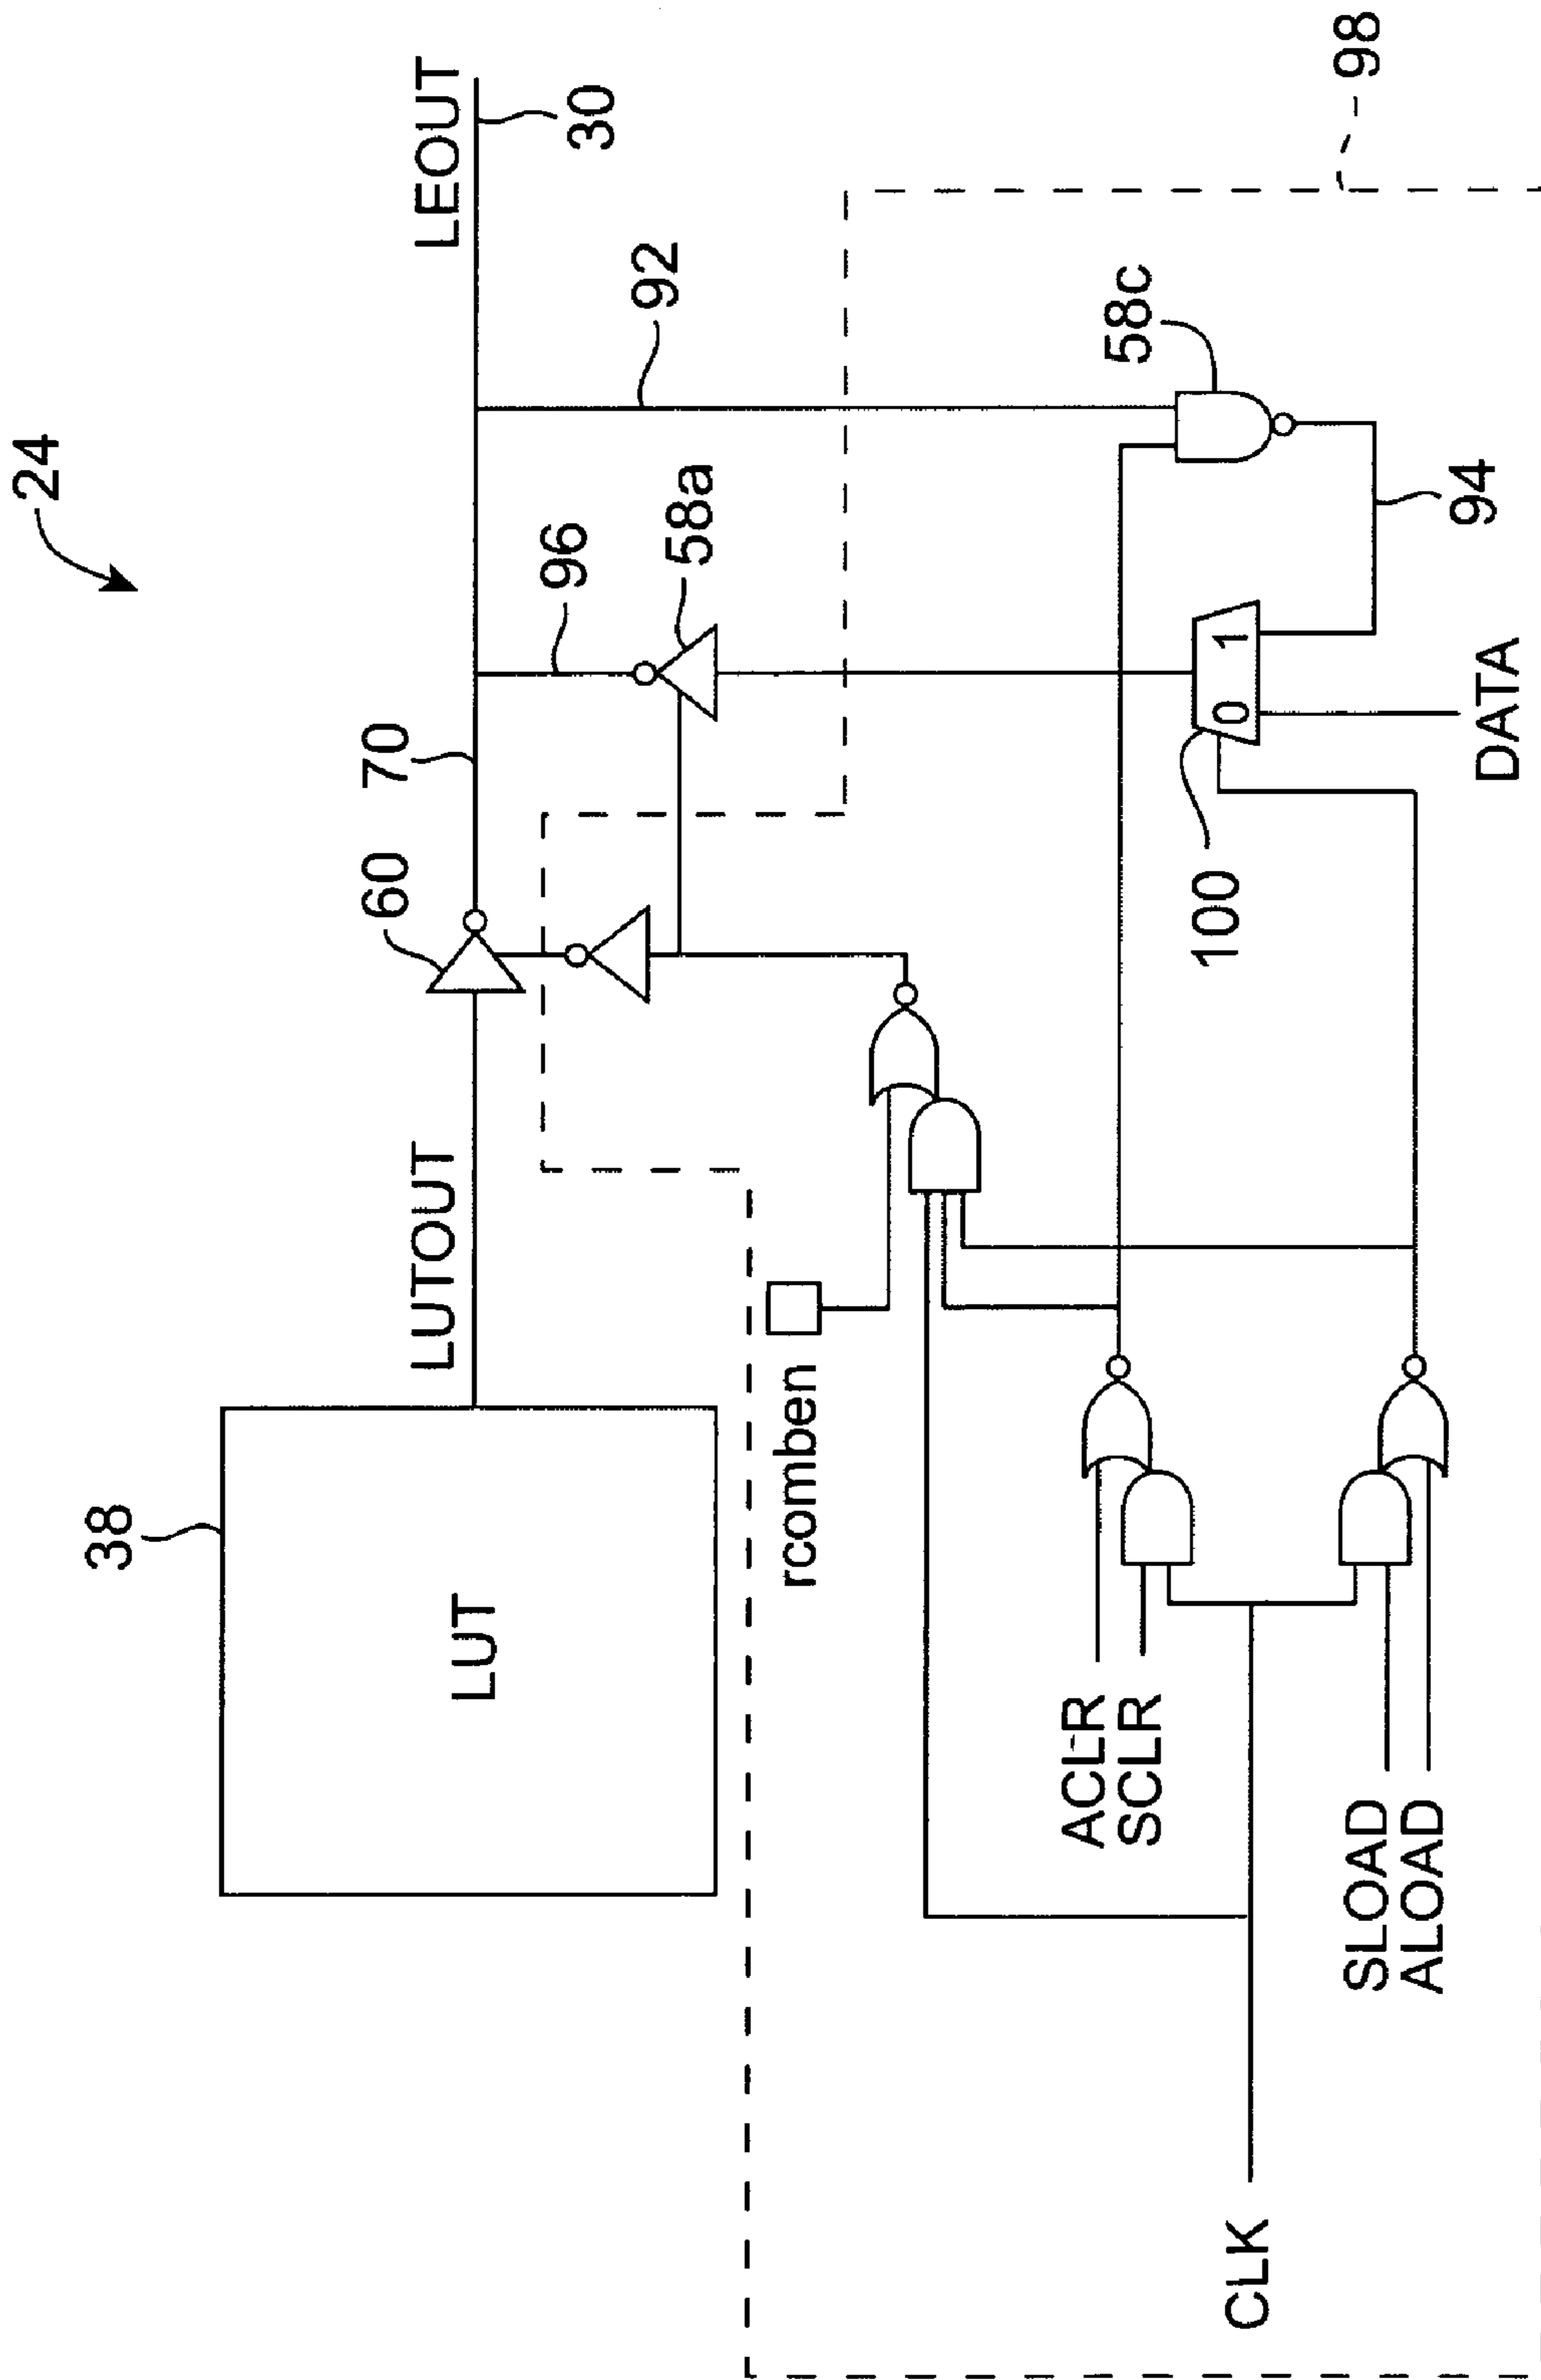 24
38
LUT
LUTOUT
60
70
96
58a
92
LEOUT
30
rcomben
98
ACLR
SCLR
SLOAD
ALOAD
CLK
100
0 1
DATA
58c
94